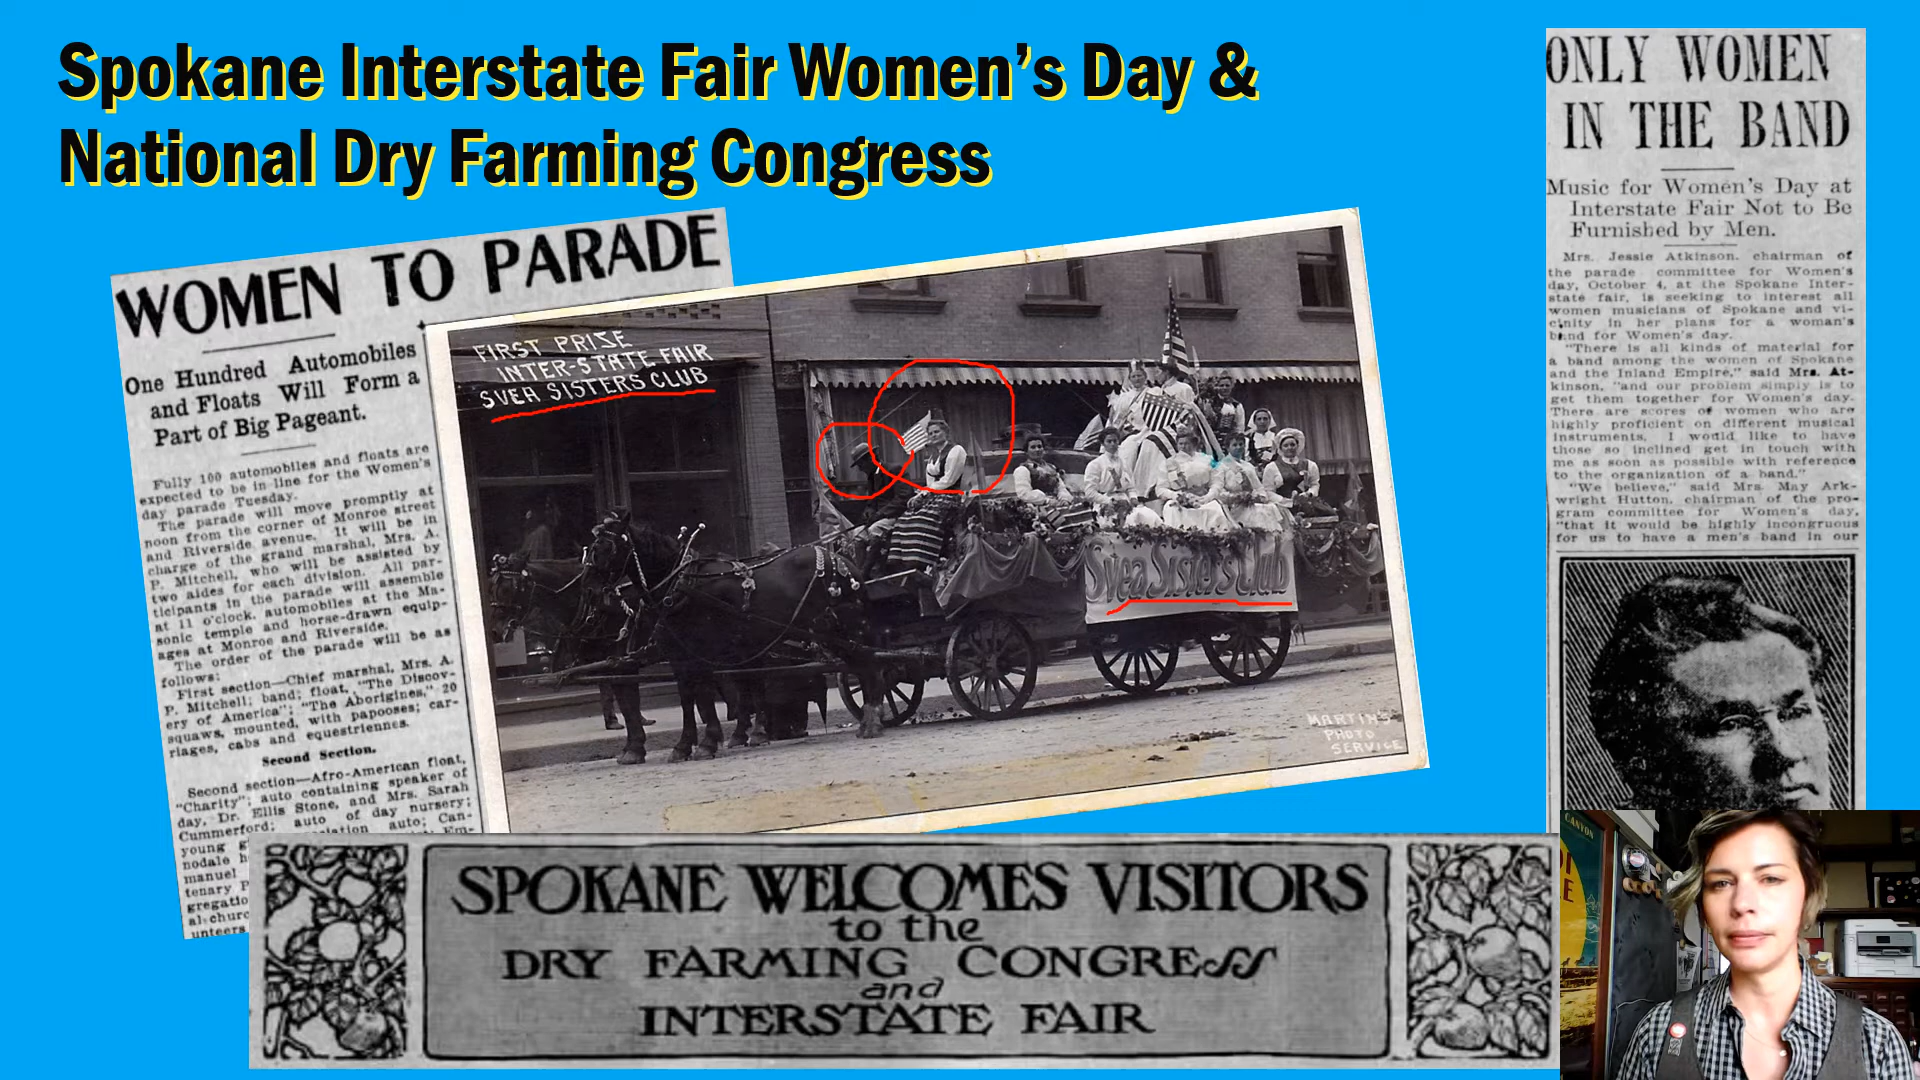 Spokane Interstate Fair Women's Day &
National Dry Farming Congress
WOMEN TO PARADE
One Hundred Automobiles
and Floats Will Form a
Part of Big Pageant.
Fully 100 automobiles and floats are
expected to be in line for the Women's
day parade Tuesday.
The parade will move promptly at
noon from the corner of Monroe street
and Riverside avenue. It will be in
charge of the grand marshal, Mrs. A.
P. Mitchell, who will be assisted by
two aides for each division. All par-
ticipants in the parade will assemble
at 11 o'clock, automobiles at the Ma-
sonic temple and horse-drawn equip-
ages at Monroe and Riverside.
The order of the parade will be as
follows:
First section—Chief marshal, Mrs. A.
P. Mitchell; band; float, "The Discov-
ery of America"; "The Aborigines," 20
squaws, mounted, with papooses; car-
riages, cabs and equestriennes.
Second Section.
Second section—Afro-American float,
"Charity"; auto containing speaker of
day, Dr. Ellis Stone, and Mrs. Sarah
Cummerford; auto of day nursery;
auto; Can-
young
nodale
manuel
tenary P
gregatio
al church
unteers
FIRST PRIZE
INTER-STATE FAIR
SVEA SISTERS CLUB
Svea Sisters Club
MARTIN'S
PHOTO
SERVICE
SPOKANE WELCOMES VISITORS
to the
DRY FARMING CONGRESS
and
INTERSTATE FAIR
ONLY WOMEN
IN THE BAND
Music for Women's Day at
Interstate Fair Not to Be
Furnished by Men.
Mrs. Jessie Atkinson, chairman of
the parade committee for Women's
day, October 4, at the Spokane Inter-
state fair, is seeking to interest all
women musicians of Spokane and vi-
cinity in her plans for a woman's
band for Women's day.
"There is all kinds of material for
a band among the women of Spokane
and the Inland Empire," said Mrs. At-
kinson, "and our problem simply is to
get them together for Women's day.
There are scores of women who are
highly proficient on different musical
instruments. I would like to have
those so inclined get in touch with
me as soon as possible with reference
to the organization of a band."
"We believe," said Mrs. May Ark-
wright Hutton, chairman of the pro-
gram committee for Women's day,
"that it would be highly incongruous
for us to have a men's band in our
CANYON